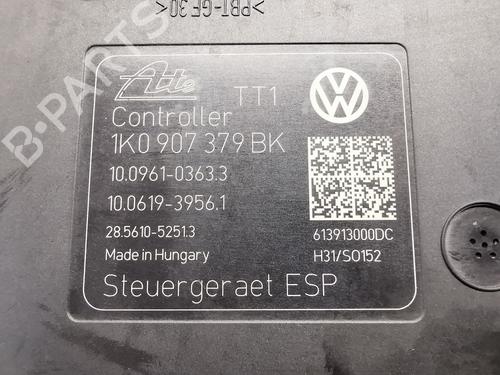 >PBT-GF30<
Ate
TT1
Controller
1K0 907 379 BK
10.0961-0363.3
10.0619-3956.1
28.5610-5251.3
613913000DC
Made in Hungary
H31/SO152
Steuergeraet ESP
B-PARTS